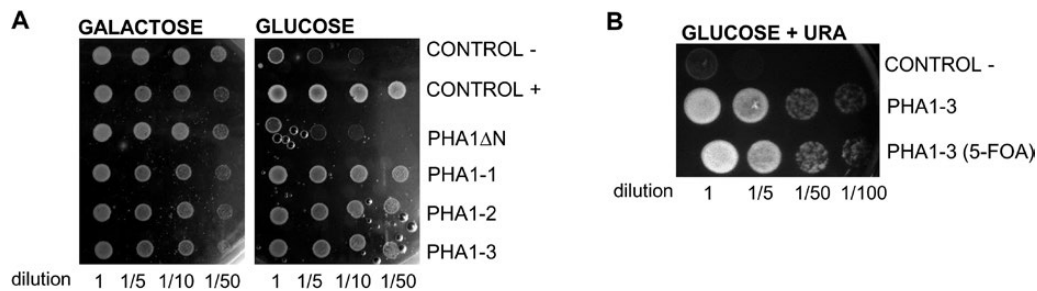 A
GALACTOSE GLUCOSE
CONTROL -
CONTROL +
PHA1ΔN
PHA1-1
PHA1-2
PHA1-3
dilution 1 1/5 1/10 1/50 1 1/5 1/10 1/50
B
GLUCOSE + URA
CONTROL -
PHA1-3
PHA1-3 (5-FOA)
dilution 1 1/5 1/50 1/100